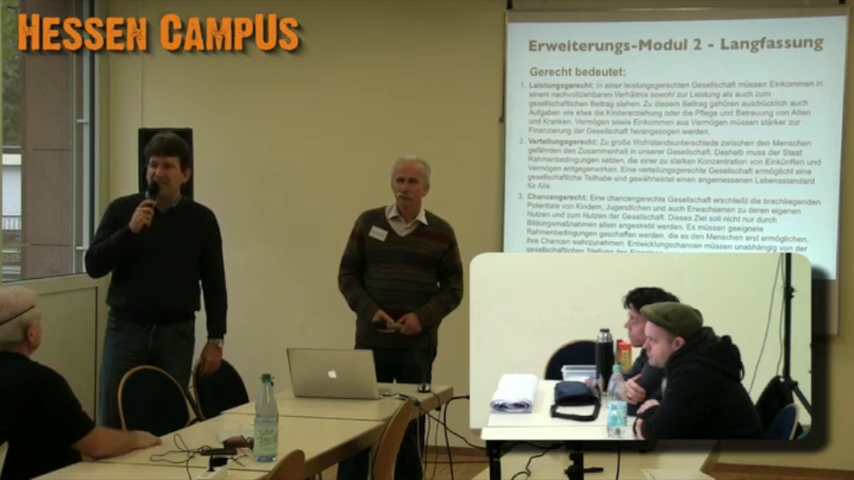 HESSEN CAMPUS
Erweiterungs-Modul 2 - Langfassung
Gerecht bedeutet:
1. Leistungsgerecht: In einer leistungsgerechten Gesellschaft müssen Einkommen in
einem nachvollziehbaren Verhältnis sowohl zur Leistung als auch zum
gesellschaftlichen Beitrag stehen. Zu diesem Beitrag gehören ausdrücklich auch
Aufgaben wie etwa die Kindererziehung oder die Pflege und Betreuung von Alten
und Kranken. Vermögen sowie Einkommen aus Vermögen müssen stärker zur
Finanzierung der Gesellschaft herangezogen werden.
2. Verteilungsgerecht: Zu große Wohlstandsunterschiede zwischen den Menschen
gefährden den Zusammenhalt in unserer Gesellschaft. Deshalb muss der Staat
Rahmenbedingungen setzen, die einer zu starken Konzentration von Einkünften und
Vermögen entgegenwirken. Eine verteilungsgerechte Gesellschaft ermöglicht eine
gesellschaftliche Teilhabe und gewährleistet einen angemessenen Lebensstandard
für Alle.
3. Chancengerecht: Eine chancengerechte Gesellschaft erschließt die brachliegenden
Potentiale von Kindern, Jugendlichen und auch Erwachsenen zu deren eigenen
Nutzen und zum Nutzen der Gesellschaft. Dieses Ziel soll nicht nur durch
Bildungsmaßnahmen allein angestrebt werden. Es müssen geeignete
Rahmenbedingungen geschaffen werden, die es den Menschen erst ermöglichen,
ihre Chancen wahrzunehmen. Entwicklungschancen müssen unabhängig von der